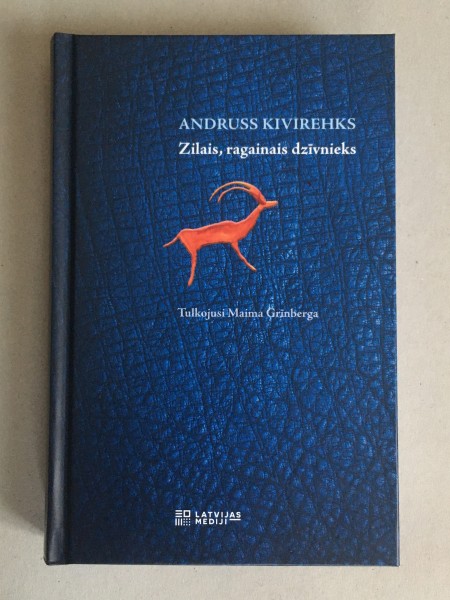 ANDRUSS KIVIREHKS
Zilais, ragainais dzīvnieks
Tulkojusi Maima Grīnberga
LATVIJAS
MEDIJI